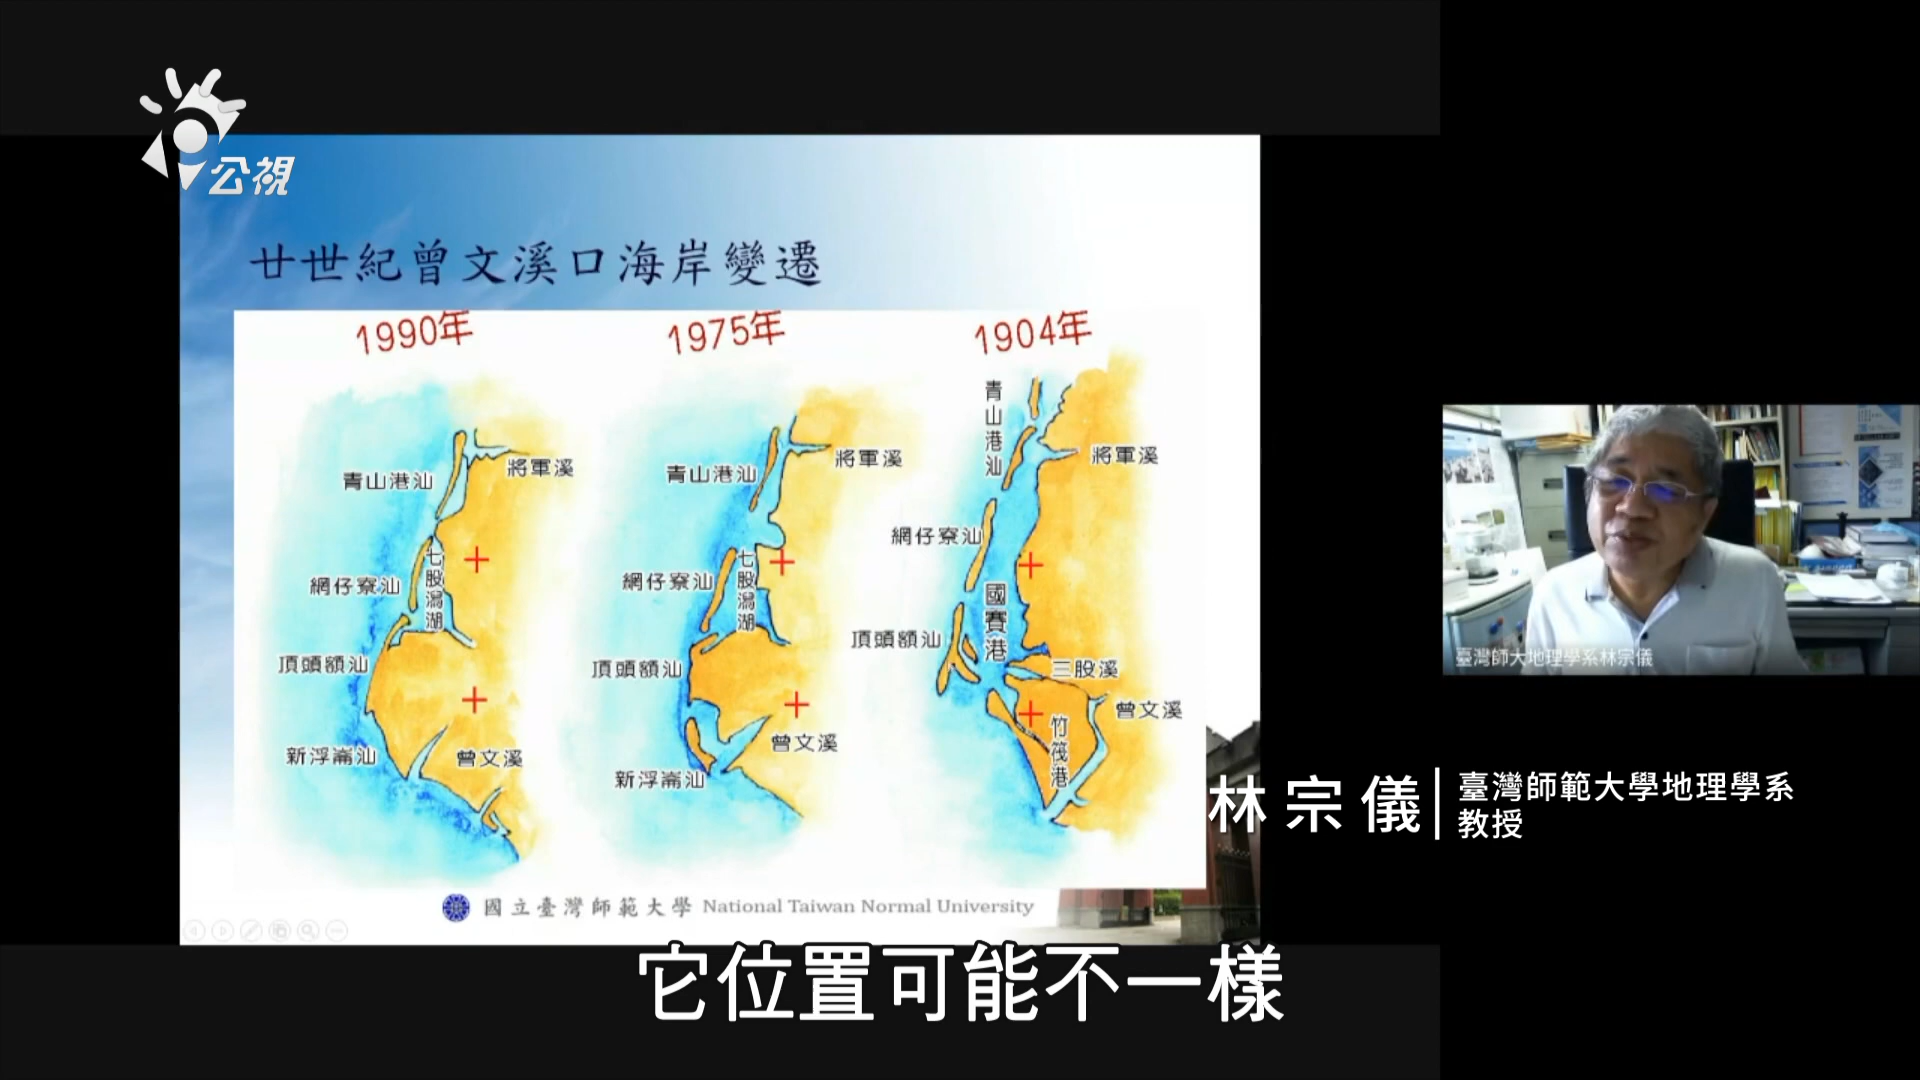 公視
廿世紀曾文溪口海岸變遷
1990年
青山港汕
將軍溪
網仔寮汕
七股潟湖
頂頭額汕
新浮崙汕
曾文溪
1975年
青山港汕
將軍溪
網仔寮汕
七股潟湖
頂頭額汕
曾文溪
新浮崙汕
1904年
青山港汕
將軍溪
網仔寮汕
國賽港
頂頭額汕
三股溪
曾文溪
竹筏港
國立臺灣師範大學 National Taiwan Normal University
臺灣師大地理學系林宗儀
林宗儀
臺灣師範大學地理學系
教授
它位置可能不一樣